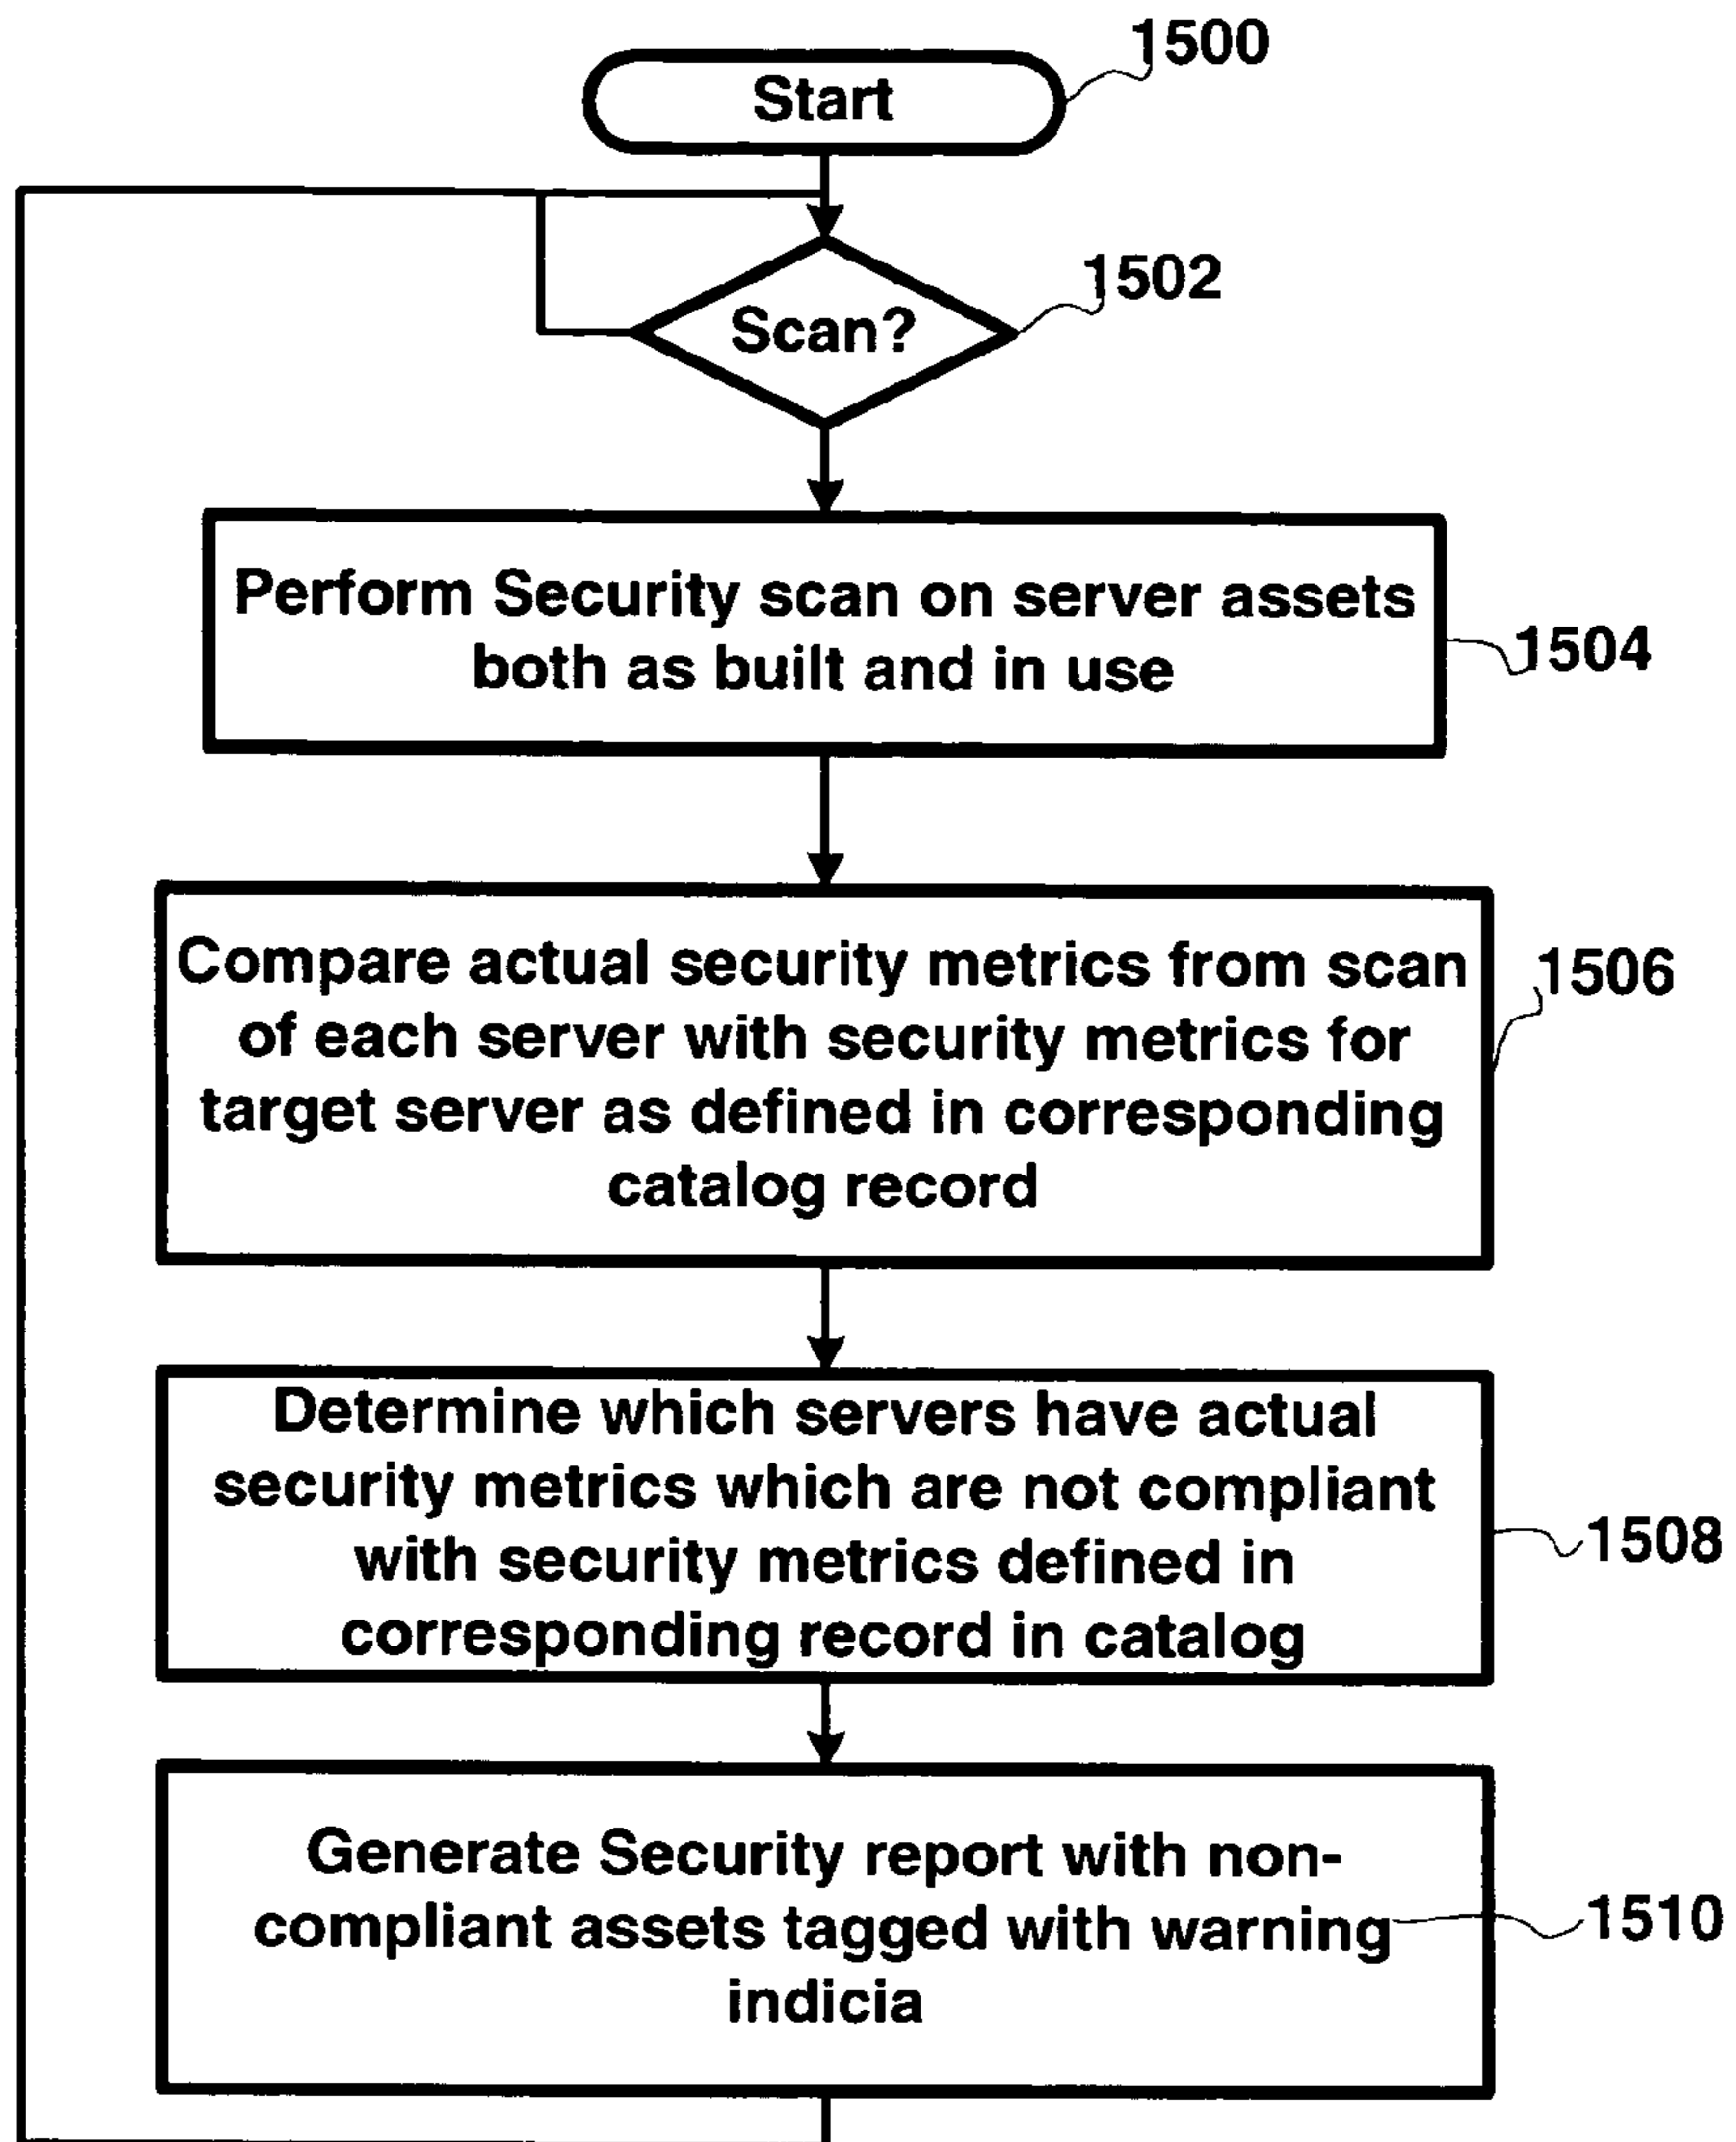 1500
Start
1502
Scan?
Perform Security scan on server assets
both as built and in use
1504
Compare actual security metrics from scan
of each server with security metrics for
target server as defined in corresponding
catalog record
1506
Determine which servers have actual
security metrics which are not compliant
with security metrics defined in
corresponding record in catalog
1508
Generate Security report with non-
compliant assets tagged with warning
indicia
1510